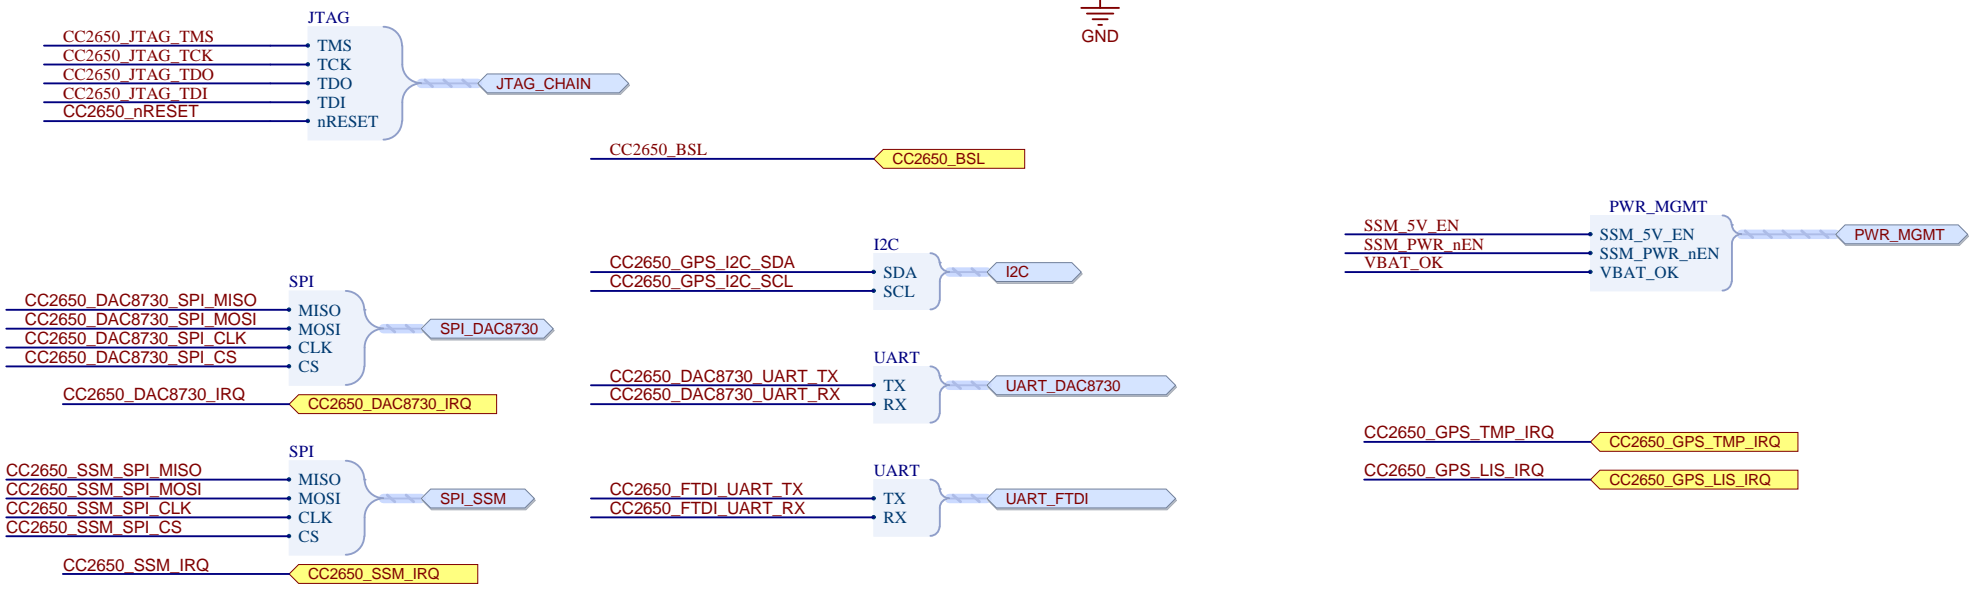 GND
JTAG
CC2650_JTAG_TMS TMS
CC2650_JTAG_TCK TCK
CC2650_JTAG_TDO TDO
CC2650_JTAG_TDI TDI
CC2650_nRESET nRESET
JTAG_CHAIN
CC2650_BSL CC2650_BSL
SPI
CC2650_DAC8730_SPI_MISO MISO
CC2650_DAC8730_SPI_MOSI MOSI
CC2650_DAC8730_SPI_CLK CLK
CC2650_DAC8730_SPI_CS CS
SPI_DAC8730
CC2650_DAC8730_IRQ CC2650_DAC8730_IRQ
SPI
CC2650_SSM_SPI_MISO MISO
CC2650_SSM_SPI_MOSI MOSI
CC2650_SSM_SPI_CLK CLK
CC2650_SSM_SPI_CS CS
SPI_SSM
CC2650_SSM_IRQ CC2650_SSM_IRQ
I2C
CC2650_GPS_I2C_SDA SDA
CC2650_GPS_I2C_SCL SCL
I2C
UART
CC2650_DAC8730_UART_TX TX
CC2650_DAC8730_UART_RX RX
UART_DAC8730
UART
CC2650_FTDI_UART_TX TX
CC2650_FTDI_UART_RX RX
UART_FTDI
PWR_MGMT
SSM_5V_EN SSM_5V_EN
SSM_PWR_nEN SSM_PWR_nEN
VBAT_OK VBAT_OK
PWR_MGMT
CC2650_GPS_TMP_IRQ CC2650_GPS_TMP_IRQ
CC2650_GPS_LIS_IRQ CC2650_GPS_LIS_IRQ